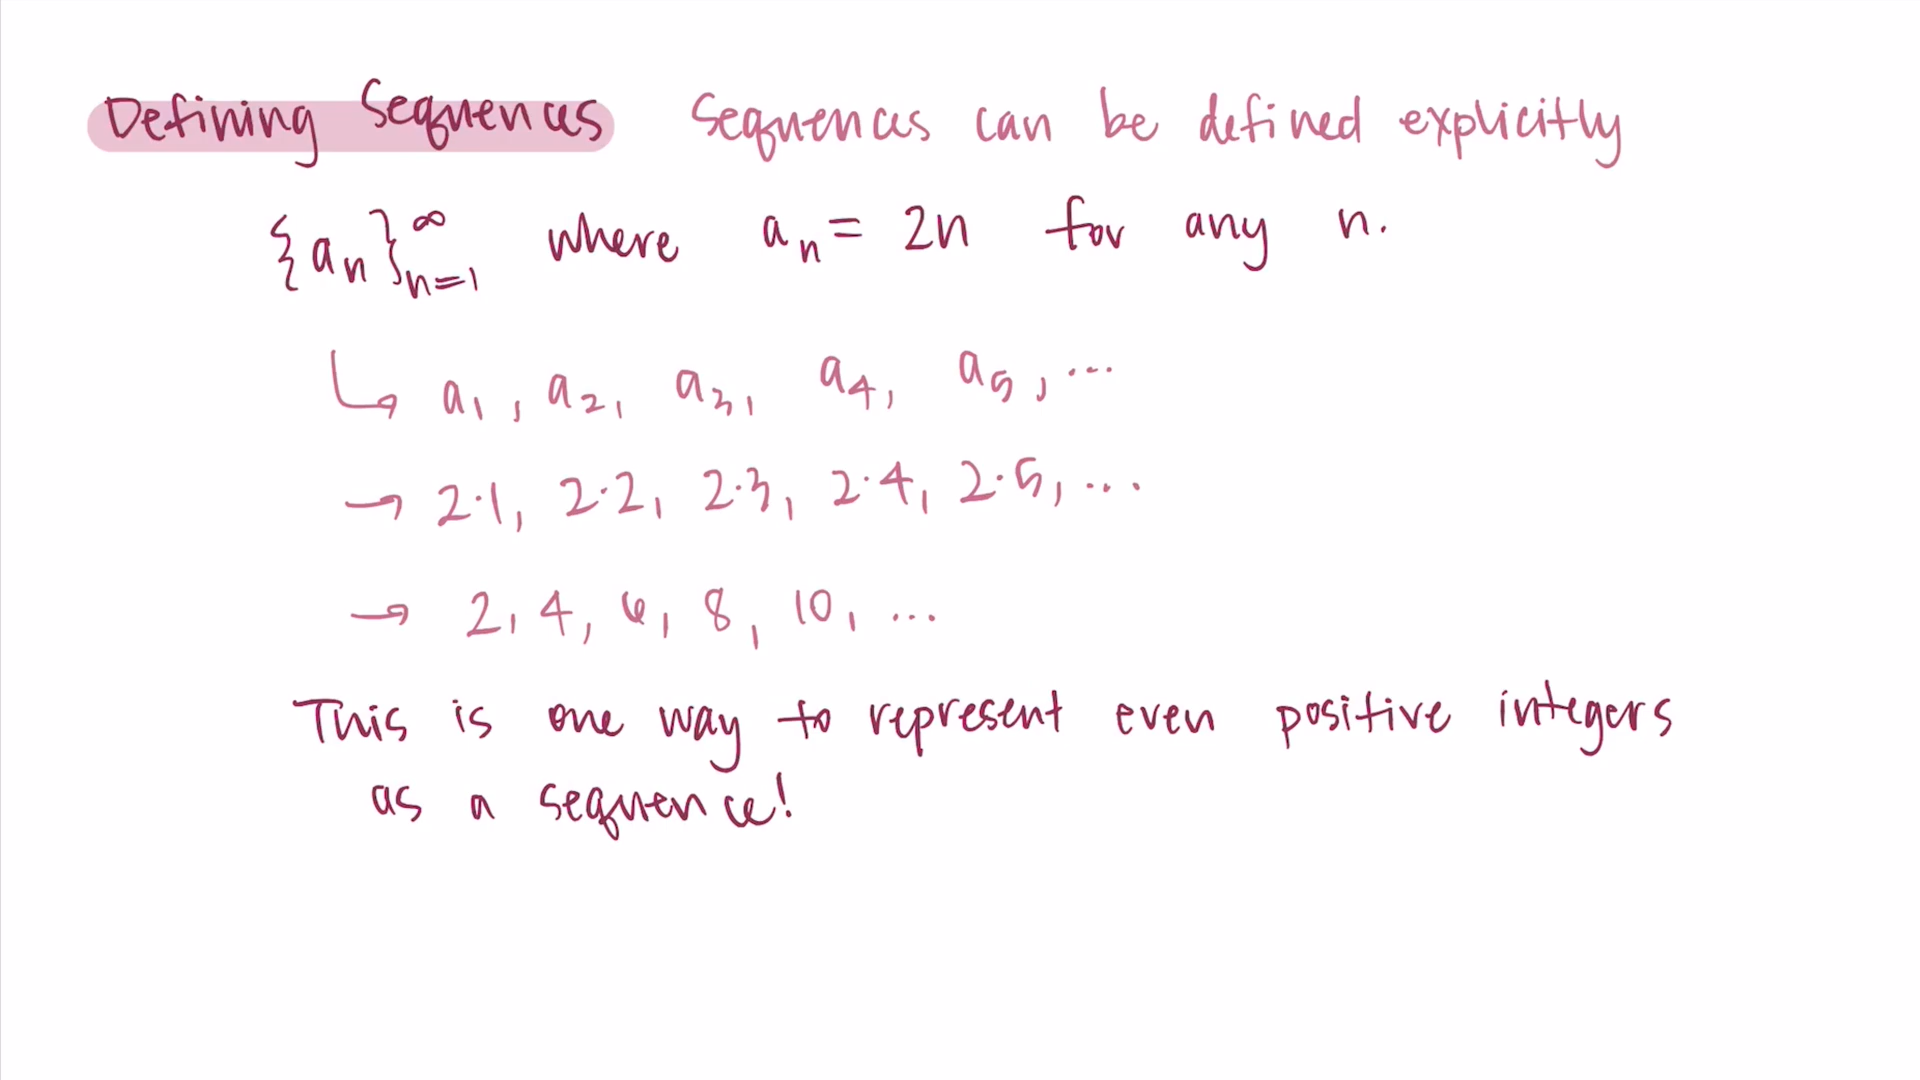 Defining Sequences Sequences can be defined explicitly
{aₙ}ₙ₌₁^∞ where aₙ = 2n for any n.
↳ a₁, a₂, a₃, a₄, a₅, ...
→ 2·1, 2·2, 2·3, 2·4, 2·5, ...
→ 2, 4, 6, 8, 10, ...
This is one way to represent even positive integers
as a sequence!